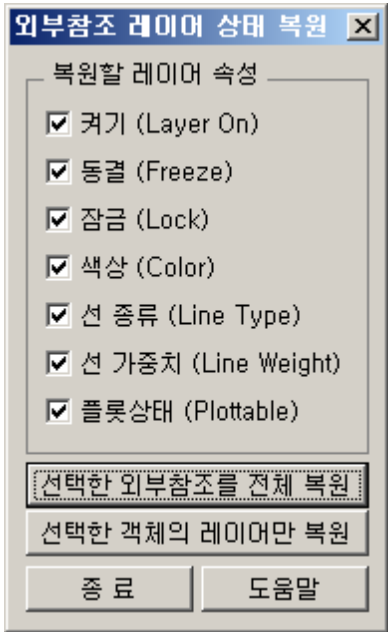 외부참조 레이어 상태 복원
복원할 레이어 속성
켜기 (Layer On)
동결 (Freeze)
잠금 (Lock)
색상 (Color)
선 종류 (Line Type)
선 가중치 (Line Weight)
플롯상태 (Plottable)
선택한 외부참조를 전체 복원
선택한 객체의 레이어만 복원
종 료
도움말